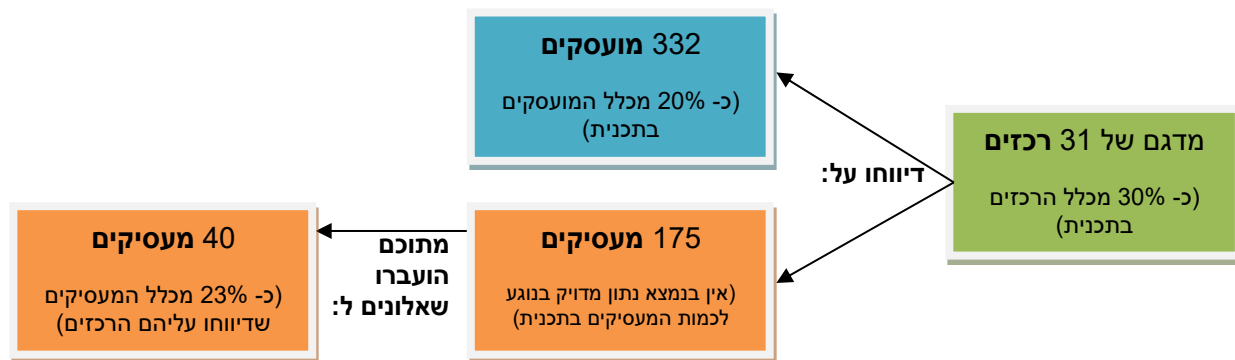 מדגם של 31 רכזים
(כ- 30% מכלל הרכזים
בתכנית)
דיווחו על:
332 מועסקים
(כ- 20% מכלל המועסקים
בתכנית)
175 מעסיקים
(אין בנמצא נתון מדויק בנוגע
לכמות המעסיקים בתכנית)
מתוכם
הועברו
שאלונים ל:
40 מעסיקים
(כ- 23% מכלל המעסיקים
שדיווחו עליהם הרכזים)